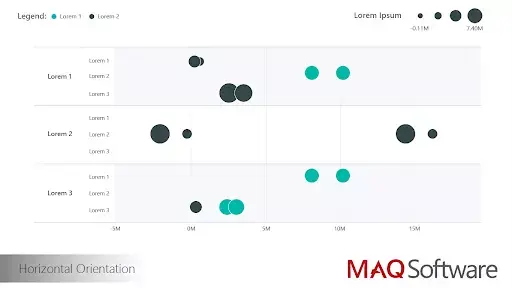 Legend: Lorem 1 Lorem 2
Lorem Ipsum
-0.11M 7.40M
Lorem 1
Lorem 1
Lorem 2
Lorem 3
Lorem 2
Lorem 1
Lorem 2
Lorem 3
Lorem 3
Lorem 1
Lorem 2
Lorem 3
-5M 0M 5M 10M 15M
Horizontal Orientation
MAQ Software